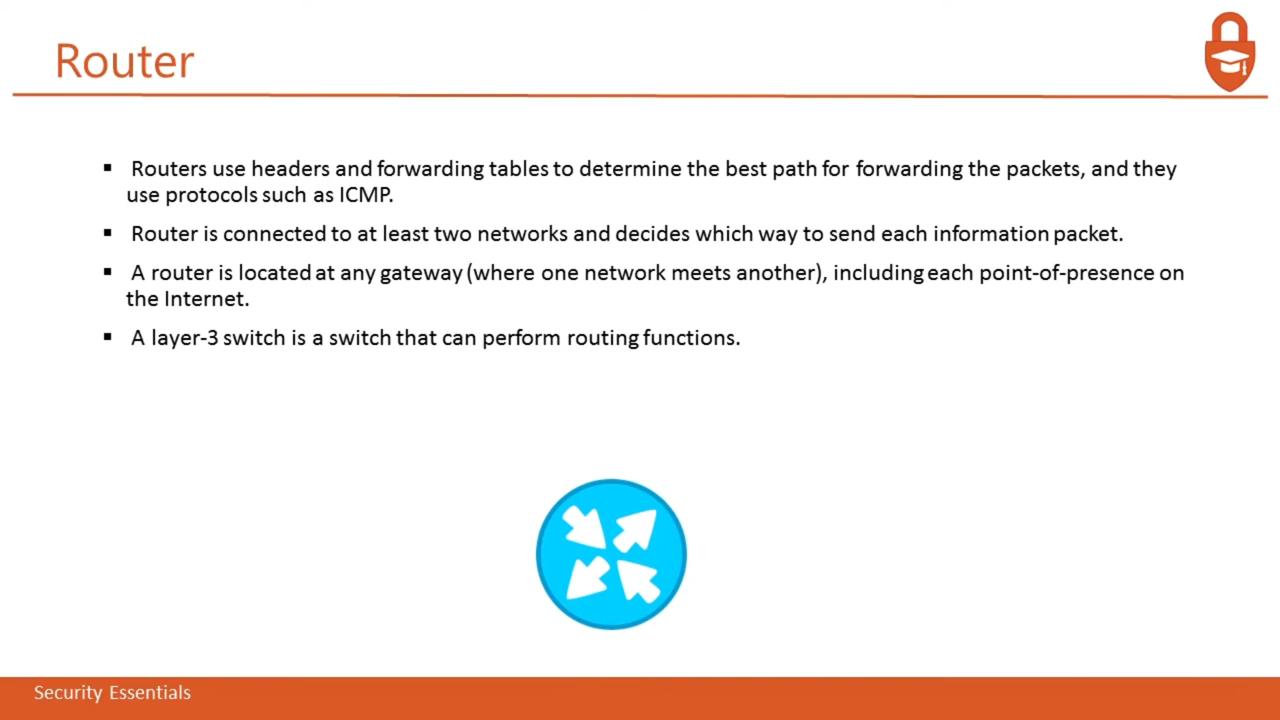 Router
▪ Routers use headers and forwarding tables to determine the best path for forwarding the packets, and they
use protocols such as ICMP.
▪ Router is connected to at least two networks and decides which way to send each information packet.
▪ A router is located at any gateway (where one network meets another), including each point-of-presence on
the Internet.
▪ A layer-3 switch is a switch that can perform routing functions.
Security Essentials